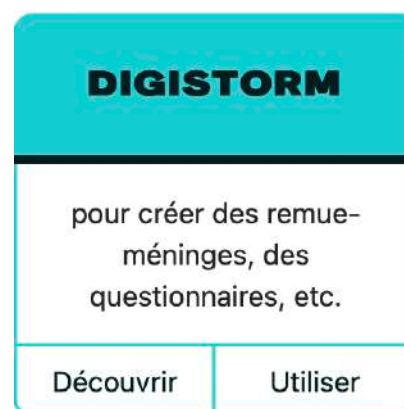 DIGISTORM
pour créer des remue-
méninges, des
questionnaires, etc.
Découvrir
Utiliser